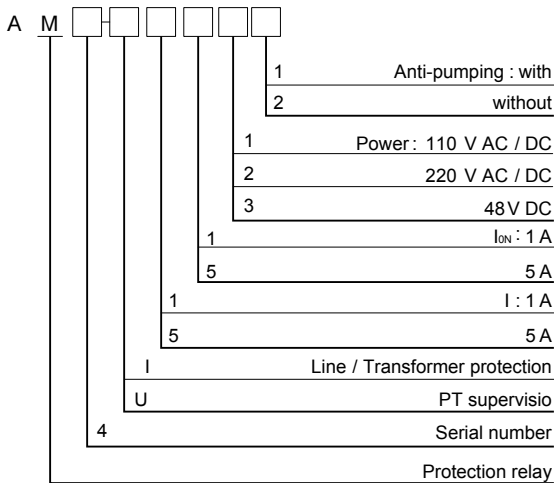 A M -
1 Anti-pumping : with
2 without
1 Power : 110 V AC / DC
2 220 V AC / DC
3 48 V DC
1 I0N : 1 A
5 5 A
1 I : 1 A
5 5 A
I Line / Transformer protection
U PT supervisio
4 Serial number
Protection relay